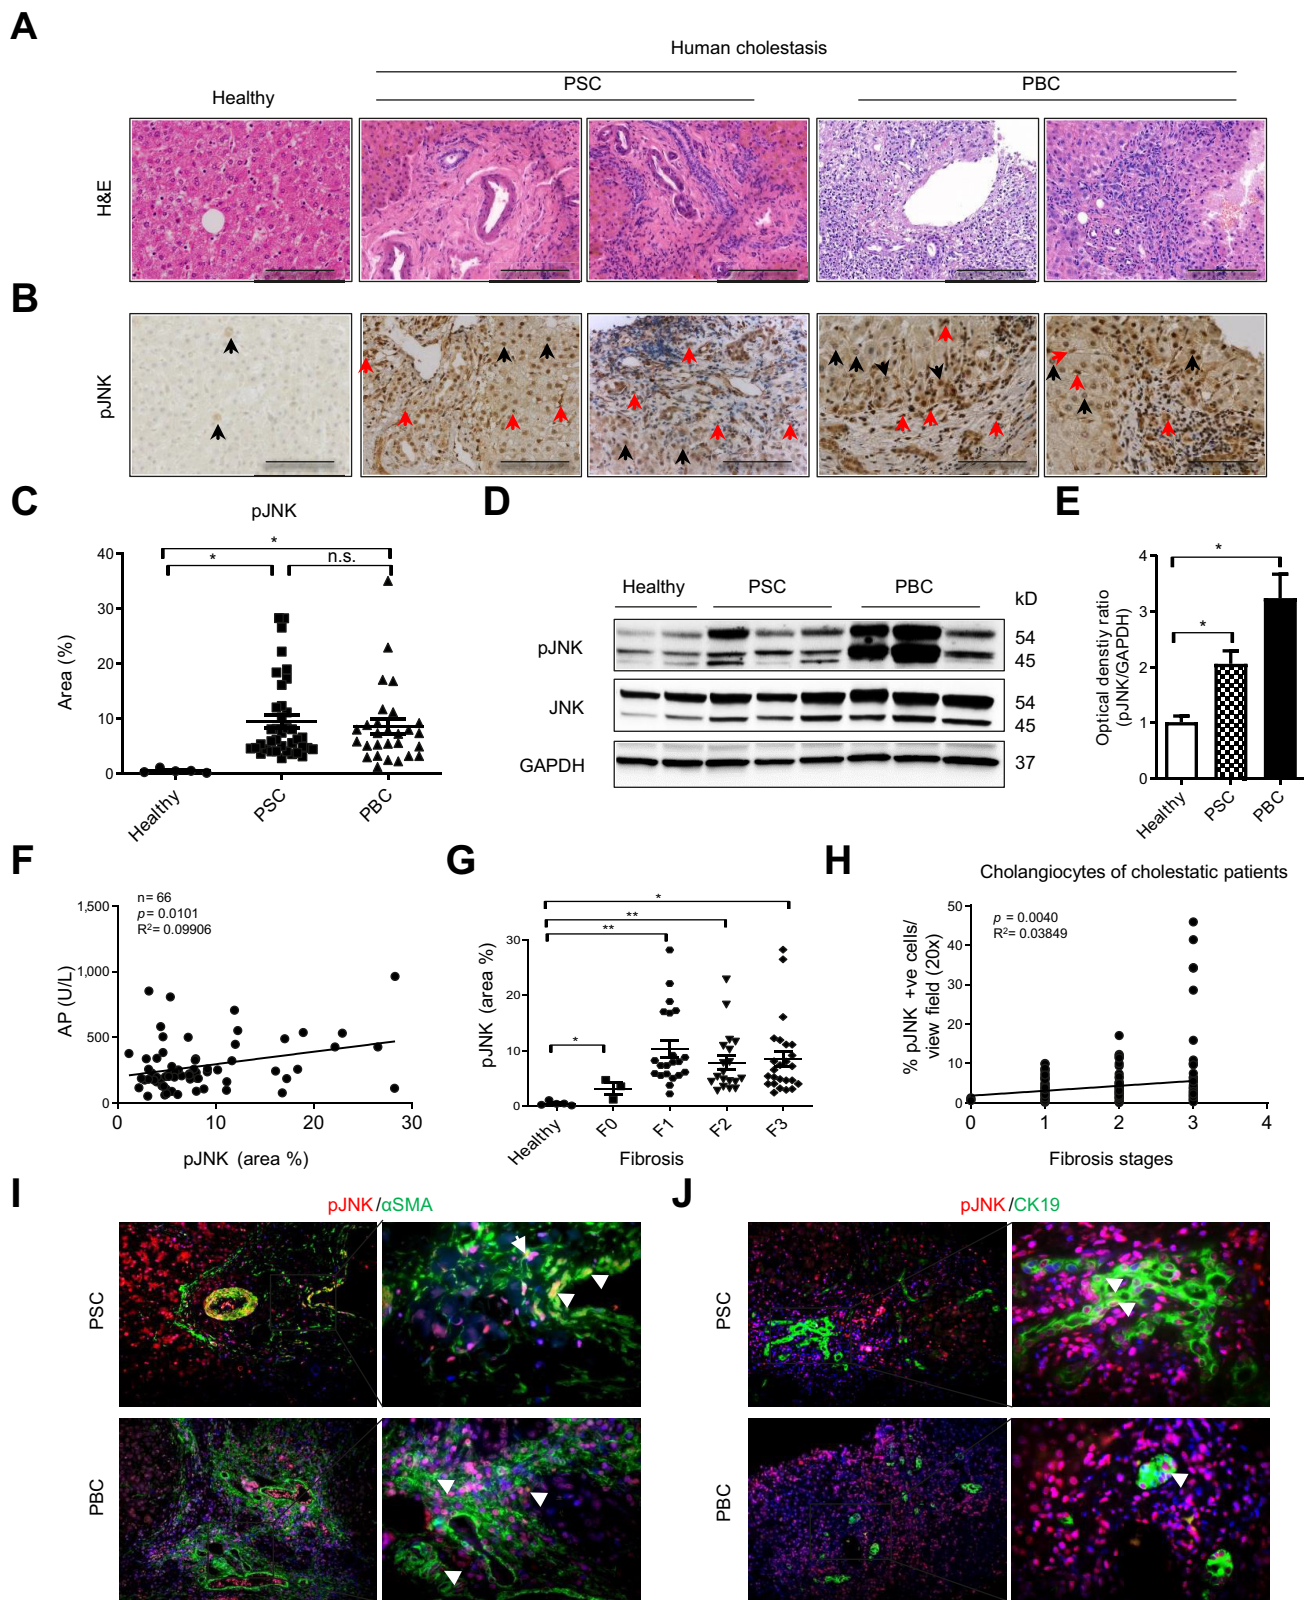 A
Human cholestasis
Healthy
PSC
PBC
H&E
B
pJNK
C
pJNK
*
*
n.s.
40
30
20
10
0
Area (%)
Healthy
PSC
PBC
D
Healthy
PSC
PBC
kD
pJNK
54
45
JNK
54
45
GAPDH
37
E
*
*
4
3
2
1
0
Optical denstiy ratio
(pJNK/GAPDH)
Healthy
PSC
PBC
F
n= 66
p= 0.0101
R²= 0.09906
1,500
1,000
500
0
AP (U/L)
0
10
20
30
pJNK (area %)
G
*
**
**
*
30
20
10
0
pJNK (area %)
Healthy
F0
F1
F2
F3
Fibrosis
H
Cholangiocytes of cholestatic patients
p = 0.0040
R²= 0.03849
50
40
30
20
10
0
% pJNK +ve cells/
view field (20x)
0
1
2
3
4
Fibrosis stages
I
pJNK/αSMA
PSC
PBC
J
pJNK/CK19
PSC
PBC